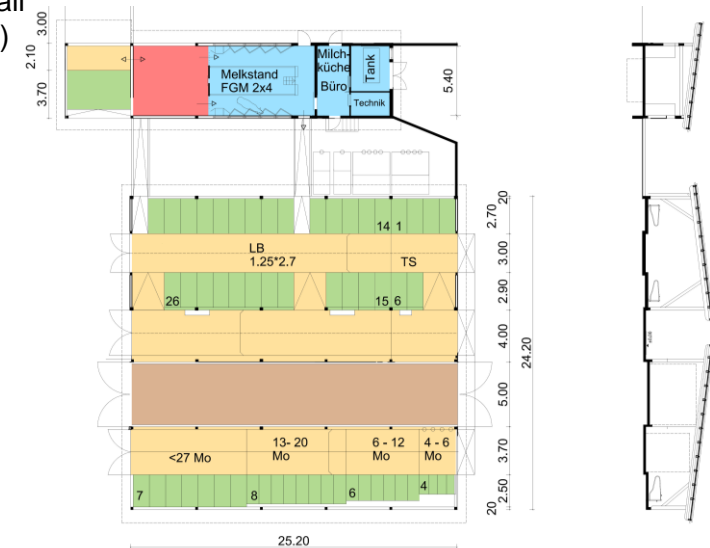 all
)
3.00
2.10
3.70
Melkstand
FGM 2x4
Milch-
küche
Büro
Tank
Technik
5.40
14 1
LB
1.25*2.7
TS
26
15 6
20
2.70
3.00
2.90
4.00
5.00
3.70
2.50
20
24.20
<27 Mo
13- 20
Mo
6 - 12
Mo
4 - 6
Mo
7
8
6
4
25.20